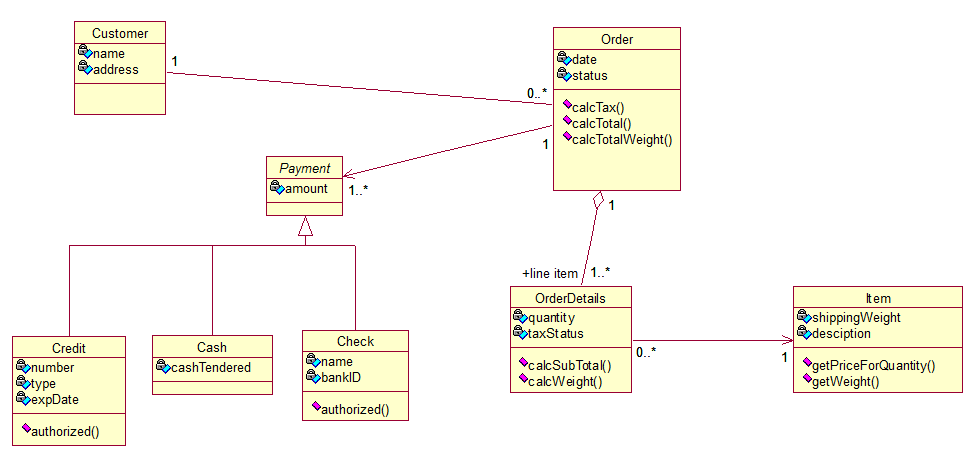 Customer
name
address
1
0..*
Order
date
status
calcTax()
calcTotal()
calcTotalWeight()
1
1..*
Payment
amount
1
+line item
1..*
OrderDetails
quantity
taxStatus
calcSubTotal()
calcWeight()
0..*
1
Item
shippingWeight
desciption
getPriceForQuantity()
getWeight()
Credit
number
type
expDate
authorized()
Cash
cashTendered
Check
name
bankID
authorized()